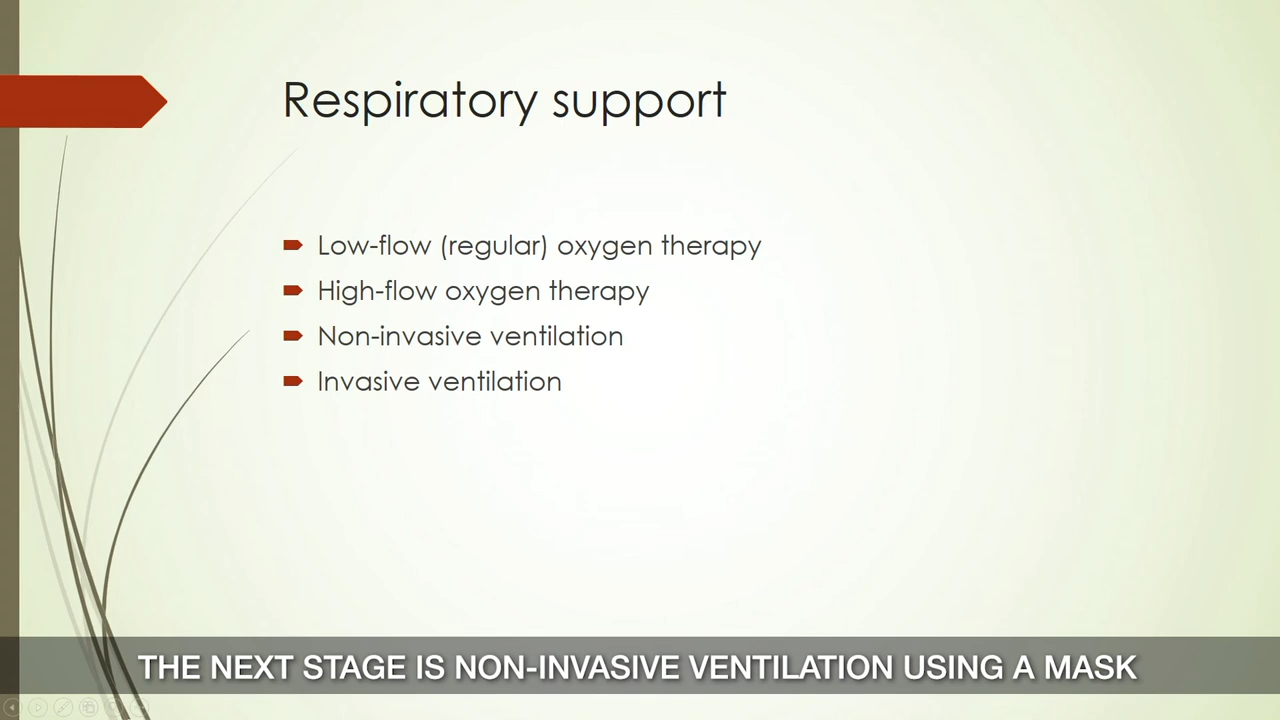 Respiratory support
Low-flow (regular) oxygen therapy
High-flow oxygen therapy
Non-invasive ventilation
Invasive ventilation
THE NEXT STAGE IS NON-INVASIVE VENTILATION USING A MASK